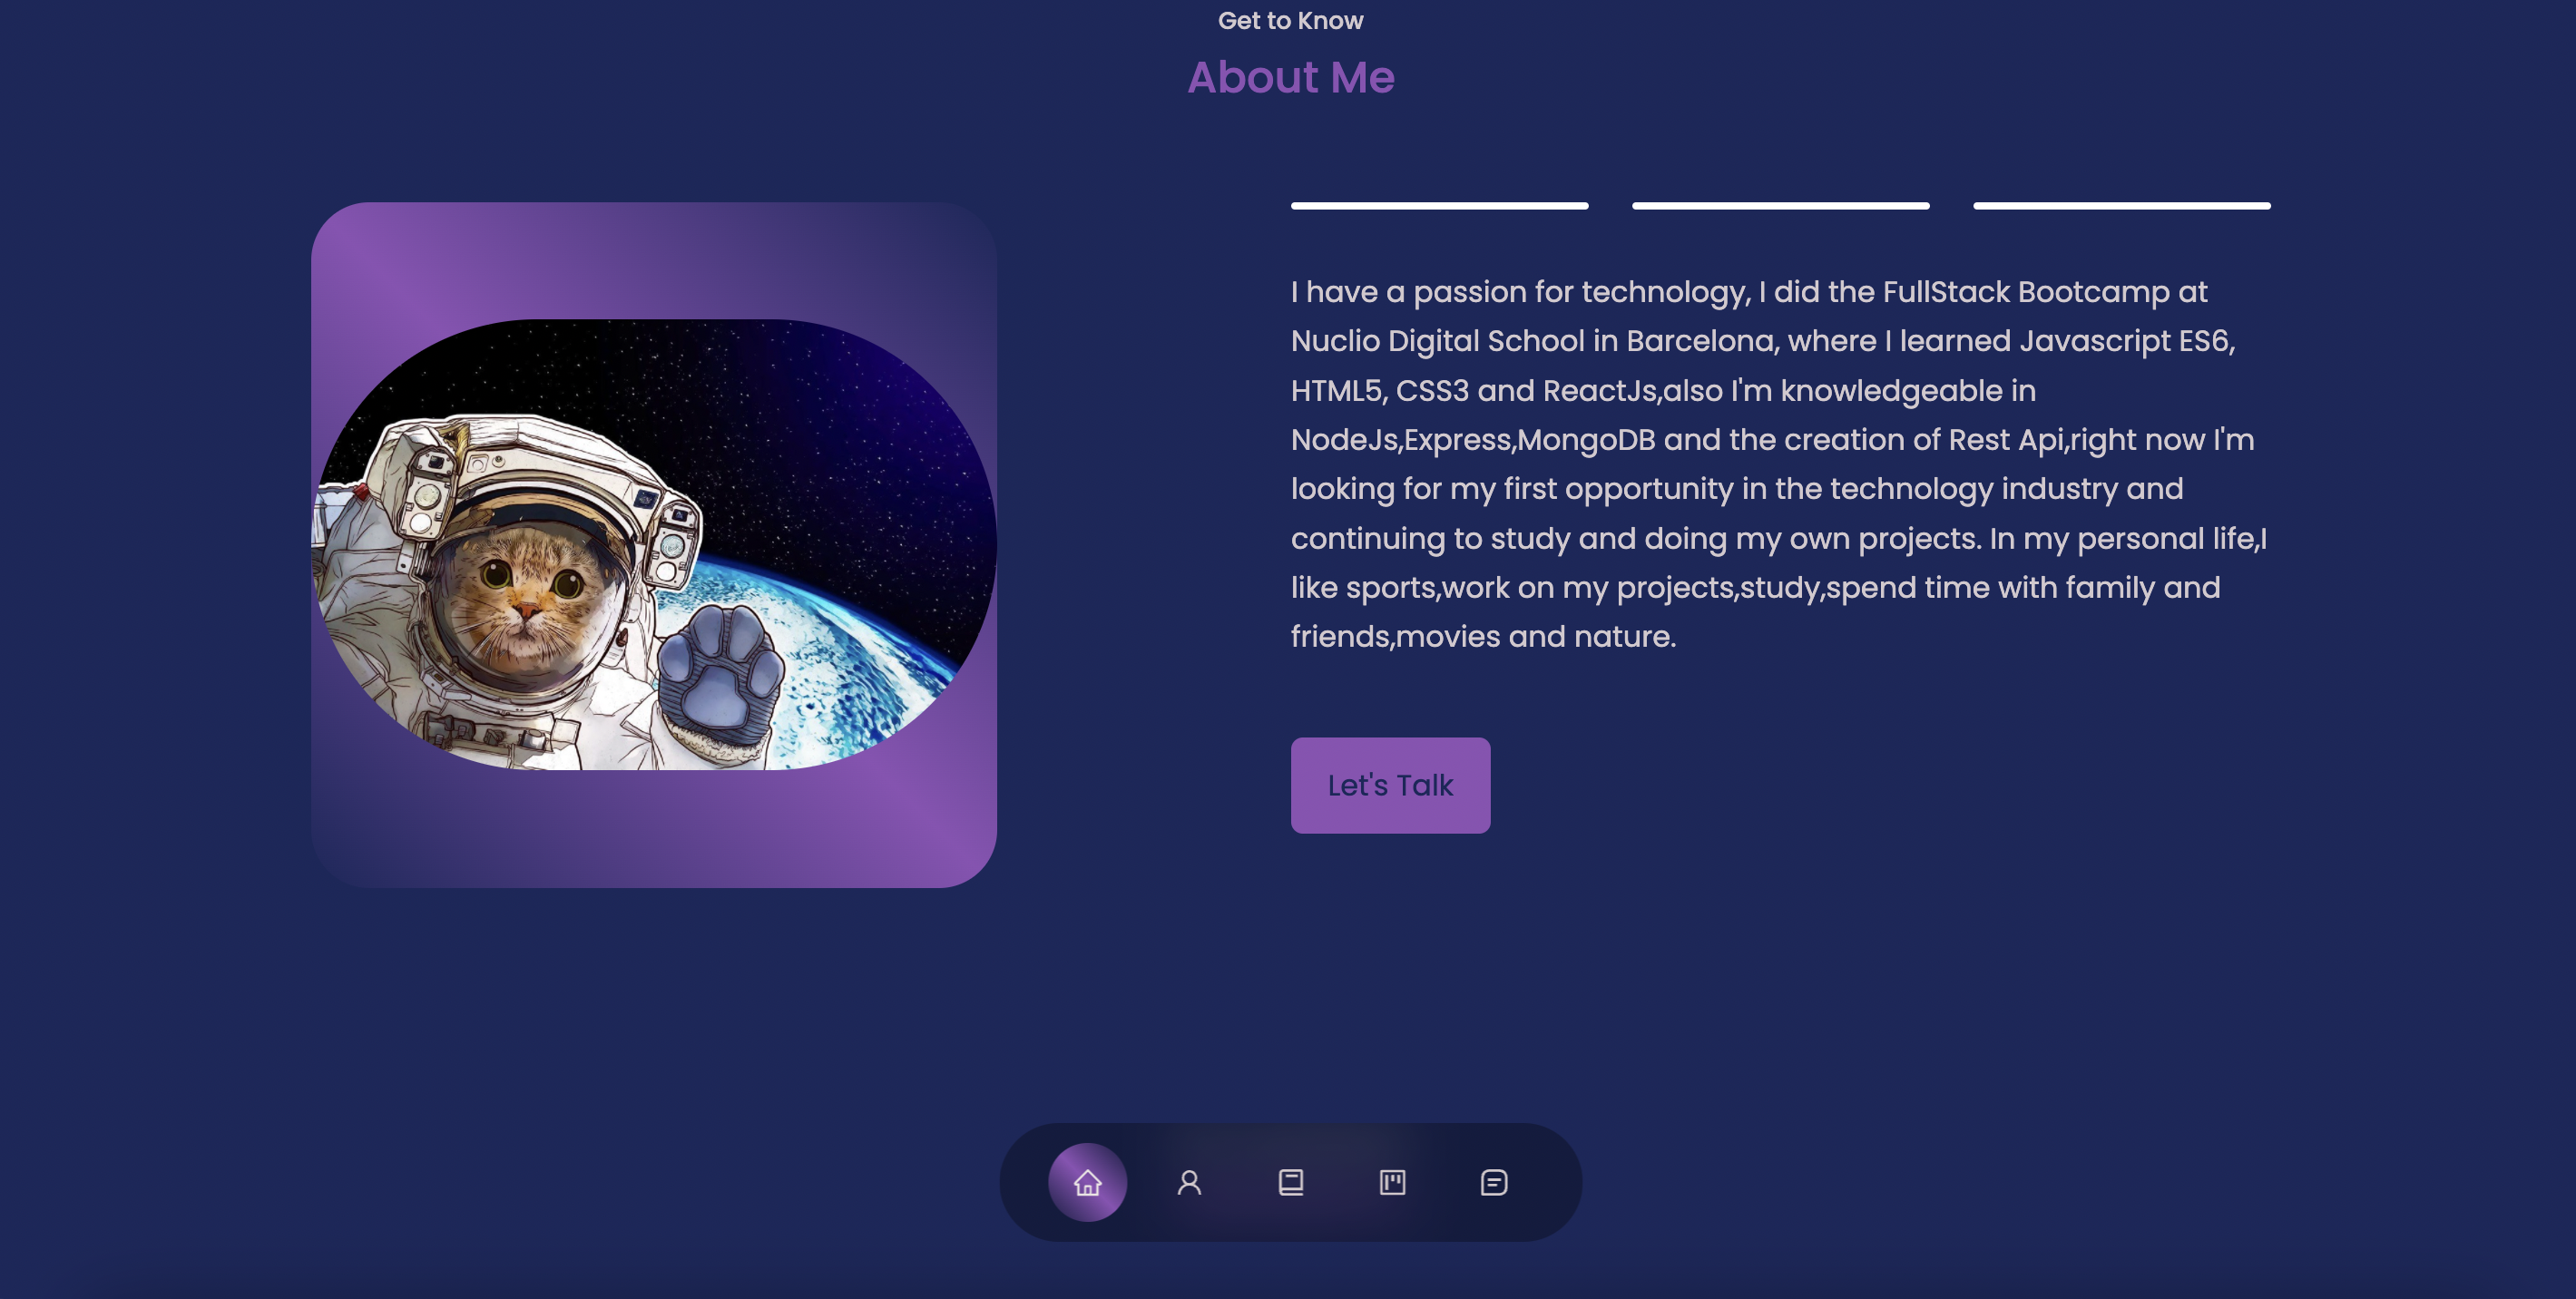 Get to Know
About Me
I have a passion for technology, I did the FullStack Bootcamp at
Nuclio Digital School in Barcelona, where I learned Javascript ES6,
HTML5, CSS3 and ReactJs,also I'm knowledgeable in
NodeJs,Express,MongoDB and the creation of Rest Api,right now I'm
looking for my first opportunity in the technology industry and
continuing to study and doing my own projects. In my personal life,I
like sports,work on my projects,study,spend time with family and
friends,movies and nature.
Let's Talk